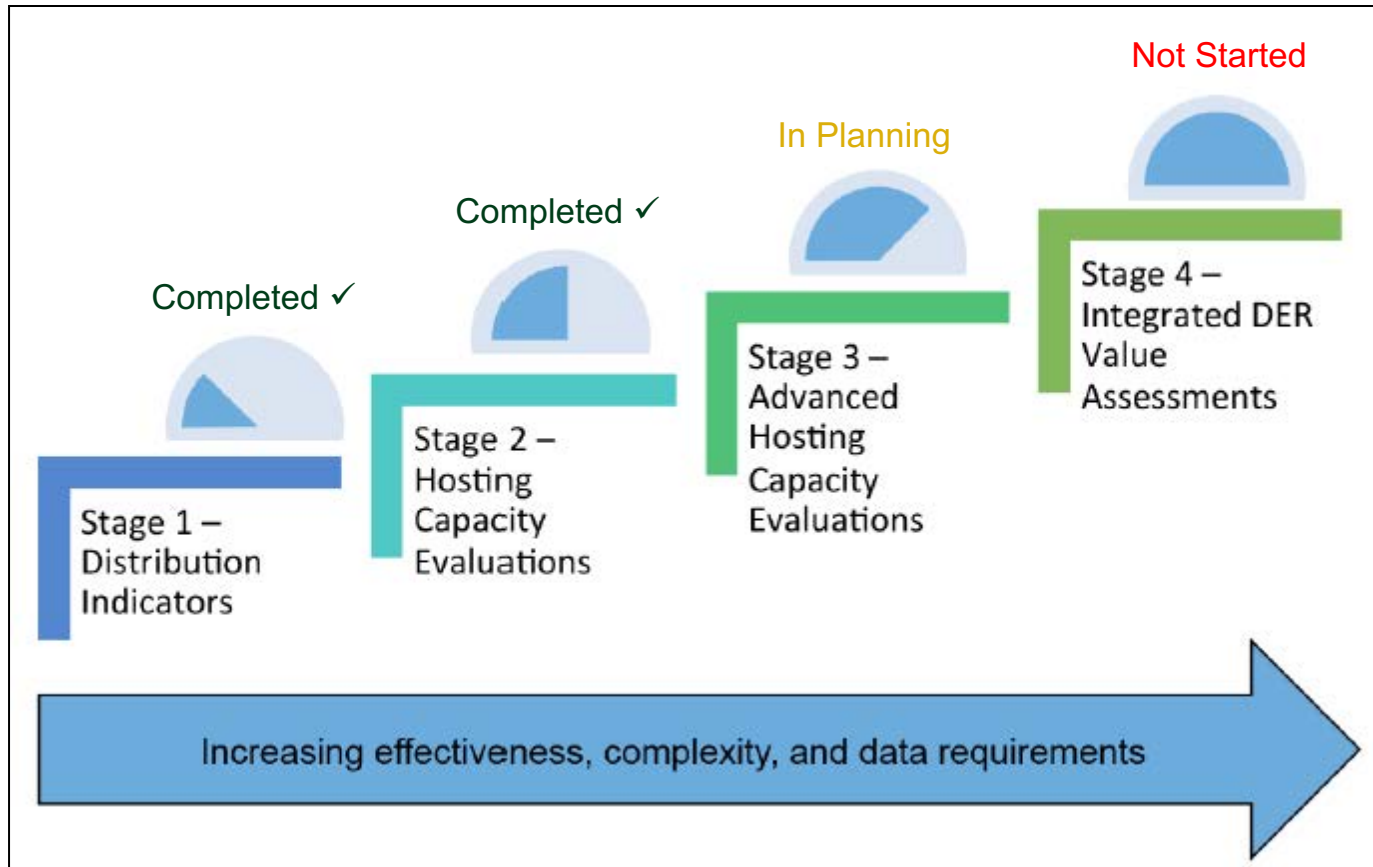 Not Started
In Planning
Completed ✓
Completed ✓
Stage 4 –
Integrated DER
Value
Assessments
Stage 3 –
Advanced
Hosting
Capacity
Evaluations
Stage 2 –
Hosting
Capacity
Evaluations
Stage 1 –
Distribution
Indicators
Increasing effectiveness, complexity, and data requirements